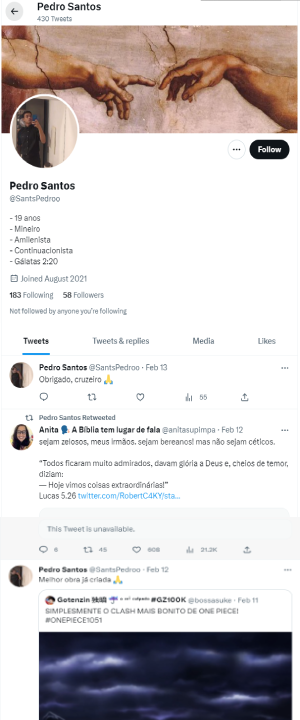 Pedro Santos
430 Tweets
Follow
Pedro Santos
@SantsPedroo
- 19 anos
- Mineiro
- Amilenista
- Continuacionista
- Gálatas 2:20
Joined August 2021
183 Following 58 Followers
Not followed by anyone you're following
Tweets Tweets & replies Media Likes
Pedro Santos @SantsPedroo · Feb 13
Obrigado, cruzeiro 🙏
55
Pedro Santos Retweeted
Anita 🗣 A Bíblia tem lugar de fala @anitasupimpa · Feb 12
sejam zelosos, meus irmãos. sejam bereanos! mas não sejam céticos.
“Todos ficaram muito admirados, davam glória a Deus e, cheios de temor,
diziam:
— Hoje vimos coisas extraordinárias!”
Lucas 5.26 twitter.com/RobertC4KY/sta...
This Tweet is unavailable.
6 45 608 21.2K
Pedro Santos @SantsPedroo · Feb 12
Melhor obra já criada 🙏
Gotenzin #GZ100K @bossasuke · Feb 11
SIMPLESMENTE O CLASH MAIS BONITO DE ONE PIECE!
#ONEPIECE1051